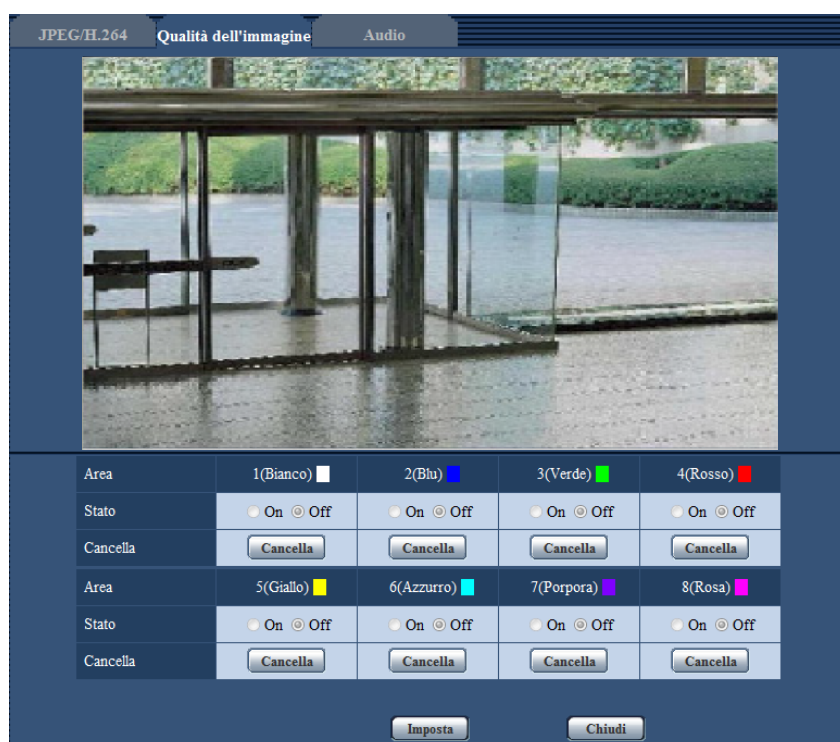 JPEG/H.264 Qualità dell'immagine Audio
Area 1(Bianco) 2(Blu) 3(Verde) 4(Rosso)
Stato On Off On Off On Off On Off
Cancella Cancella Cancella Cancella Cancella
Area 5(Giallo) 6(Azzurro) 7(Porpora) 8(Rosa)
Stato On Off On Off On Off On Off
Cancella Cancella Cancella Cancella Cancella
Imposta Chiudi